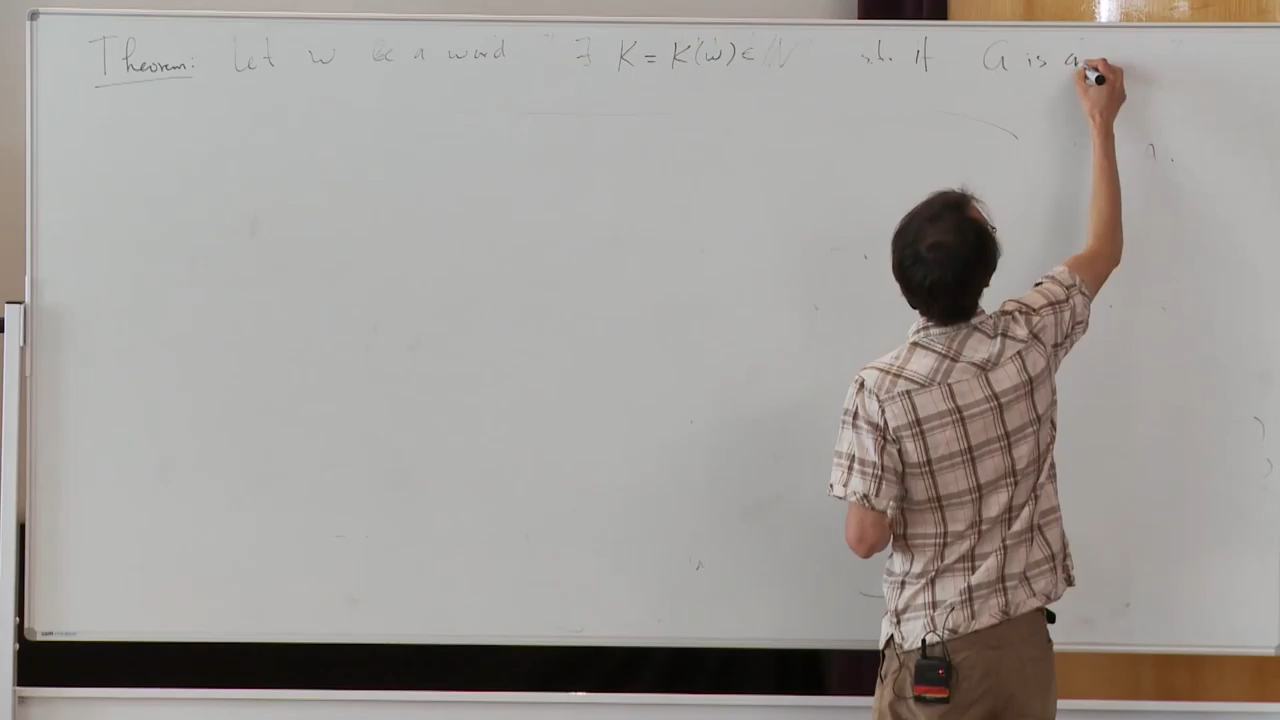 Theorem: Let w be a word ∃ K = K(w) ∈ ℕ s.t. if G is a